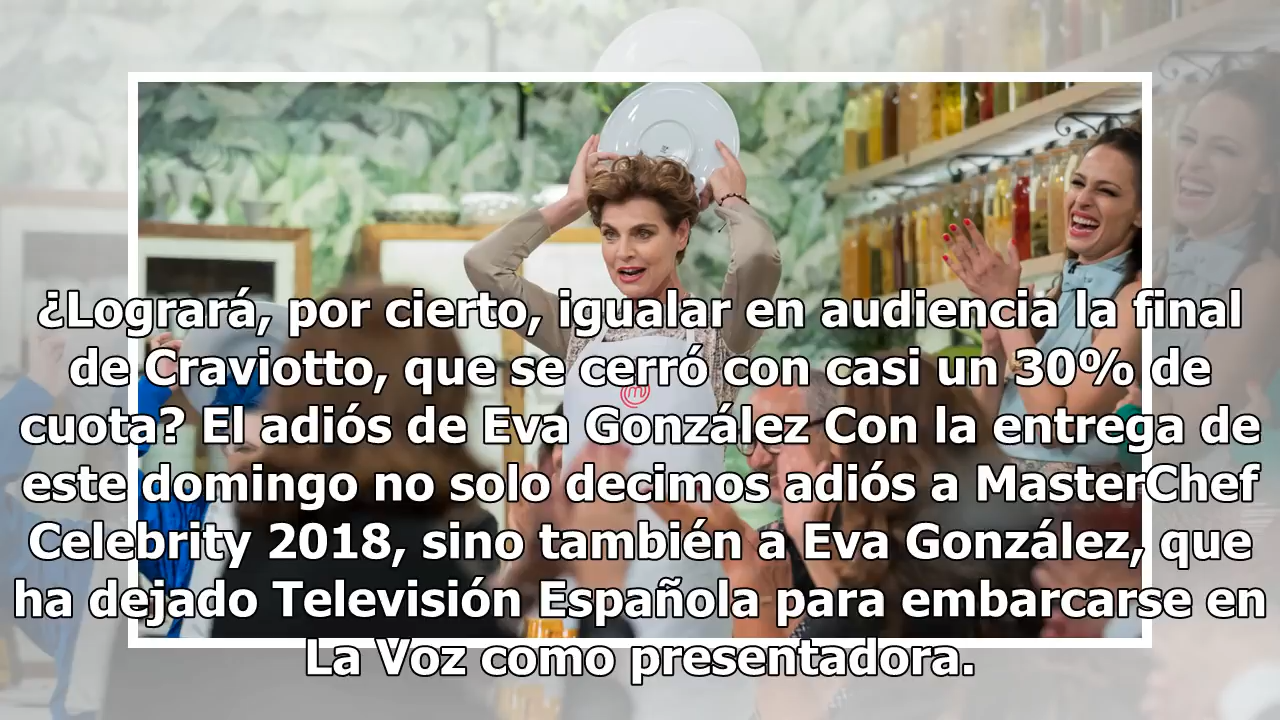 ¿Logrará, por cierto, igualar en audiencia la final
de Craviotto, que se cerró con casi un 30% de
cuota? El adiós de Eva González Con la entrega de
este domingo no solo decimos adiós a MasterChef
Celebrity 2018, sino también a Eva González, que
ha dejado Televisión Española para embarcarse en
La Voz como presentadora.